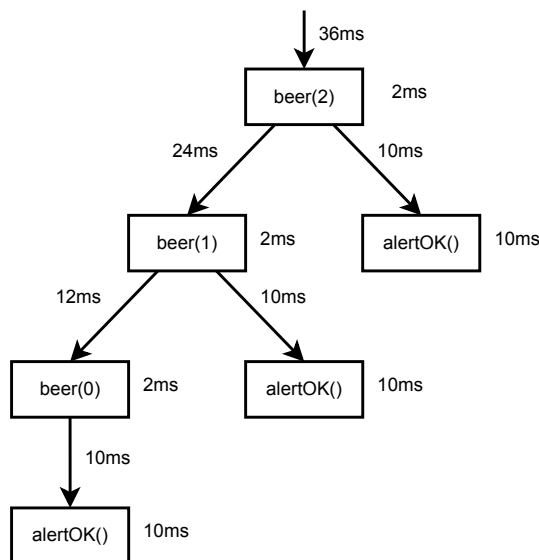 36ms
beer(2) 2ms
24ms 10ms
beer(1) 2ms alertOK() 10ms
12ms 10ms
beer(0) 2ms alertOK() 10ms
10ms
alertOK() 10ms